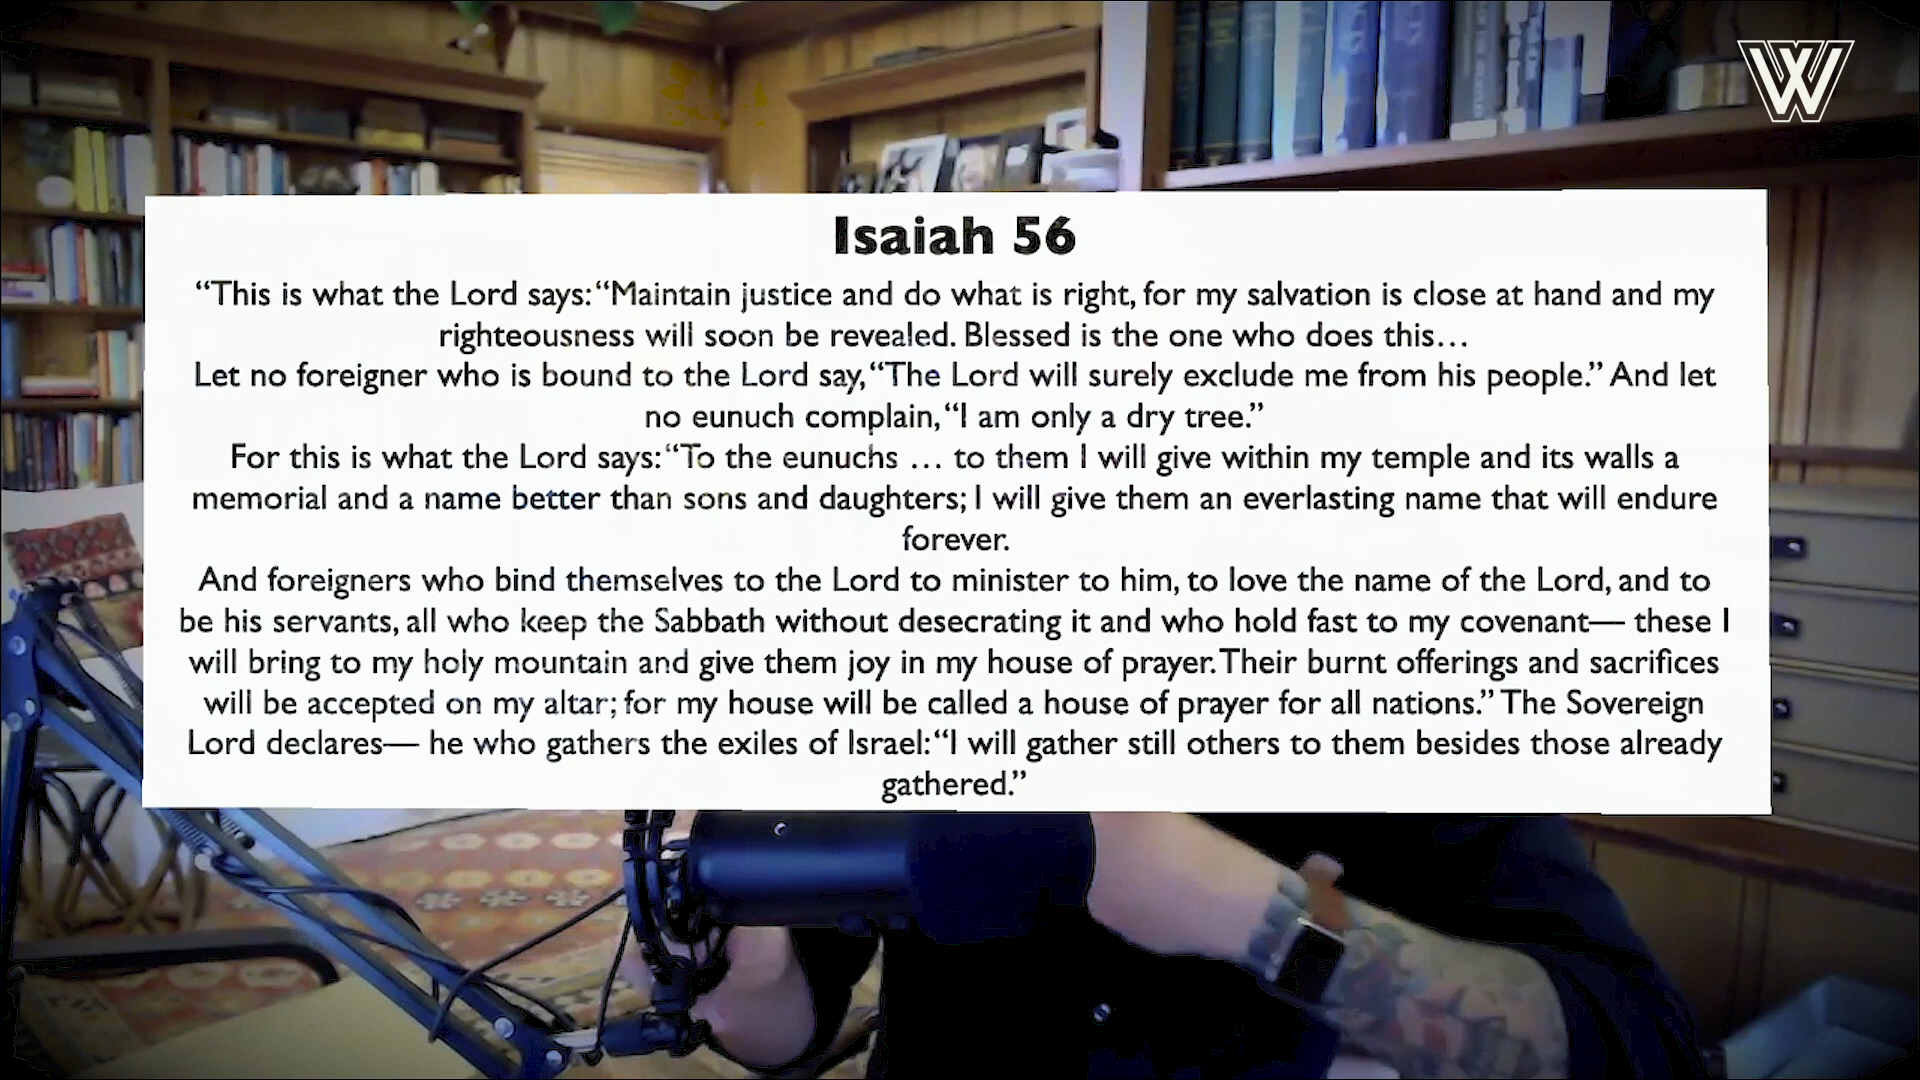 W
Isaiah 56
“This is what the Lord says: “Maintain justice and do what is right, for my salvation is close at hand and my
righteousness will soon be revealed. Blessed is the one who does this…
Let no foreigner who is bound to the Lord say, “The Lord will surely exclude me from his people.” And let
no eunuch complain, “I am only a dry tree.”
For this is what the Lord says: “To the eunuchs … to them I will give within my temple and its walls a
memorial and a name better than sons and daughters; I will give them an everlasting name that will endure
forever.
And foreigners who bind themselves to the Lord to minister to him, to love the name of the Lord, and to
be his servants, all who keep the Sabbath without desecrating it and who hold fast to my covenant— these I
will bring to my holy mountain and give them joy in my house of prayer. Their burnt offerings and sacrifices
will be accepted on my altar; for my house will be called a house of prayer for all nations.” The Sovereign
Lord declares— he who gathers the exiles of Israel: “I will gather still others to them besides those already
gathered.”